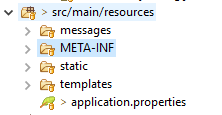 > src/main/resources
messages
META-INF
static
templates
> application.properties